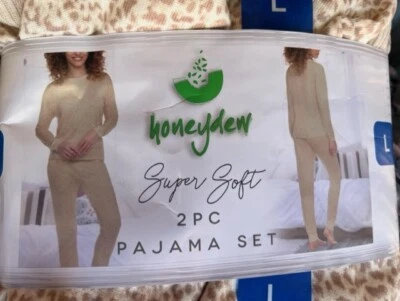 L
honeydew
Super Soft
2PC
PAJAMA SET
L
L